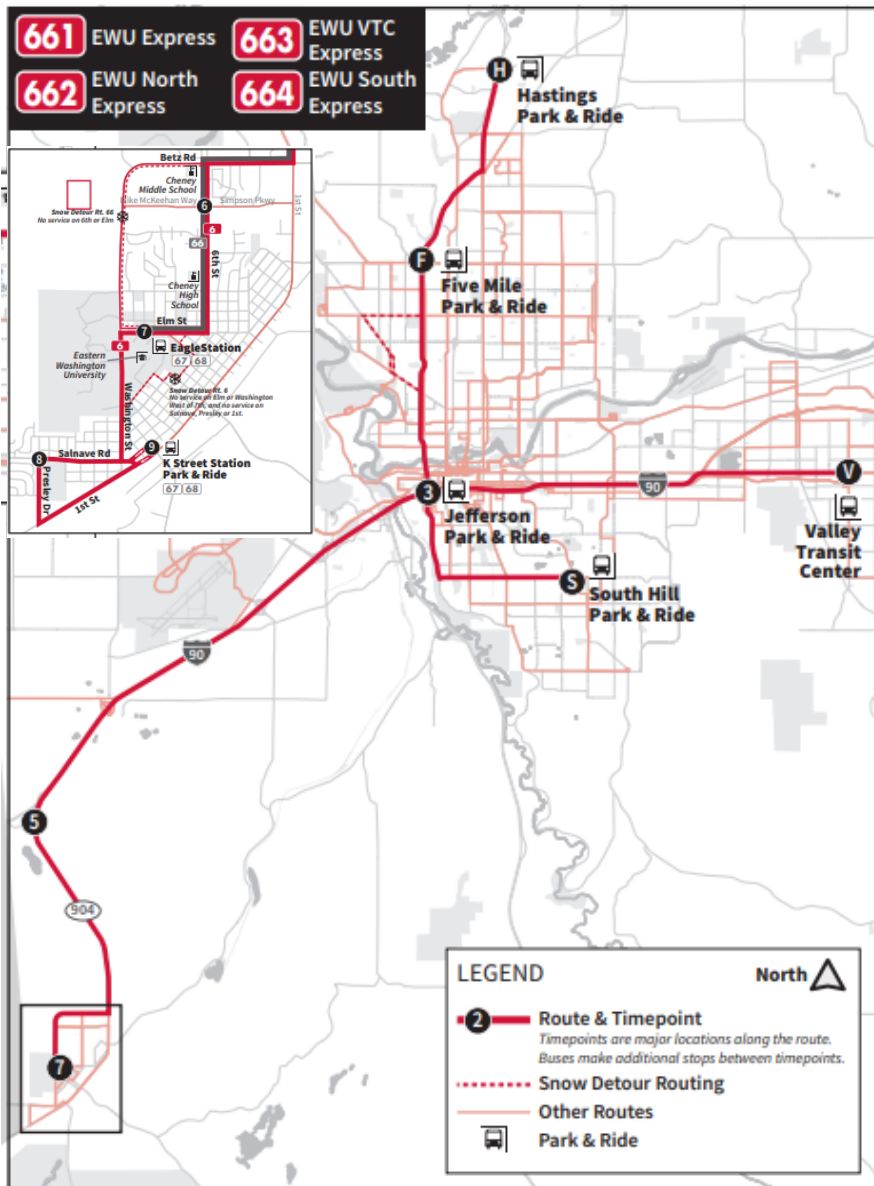 661 EWU Express
663 EWU VTC
Express
662 EWU North
Express
664 EWU South
Express
Betz Rd
Cheney
Middle School
Mike McKeehan Way
Simpson Pkwy
1st St
Snow Detour Rt. 66
No service on 6th or Elm
6
6
66
6th St
Cheney
High
School
Elm St
7
6
EagleStation
67 68
Eastern
Washington
University
Snow Detour Rt. 6
No service on Elm or Washington
West of 7th, and no service on
Salnave, Presley or 1st.
Washington St
Salnave Rd
8
9
K Street Station
Park & Ride
67 68
Presley Dr
1st St
H
Hastings
Park & Ride
F
Five Mile
Park & Ride
3
Jefferson
Park & Ride
90
V
Valley
Transit
Center
S
South Hill
Park & Ride
90
5
904
7
LEGEND
North
2 Route & Timepoint
Timepoints are major locations along the route.
Buses make additional stops between timepoints.
Snow Detour Routing
Other Routes
Park & Ride